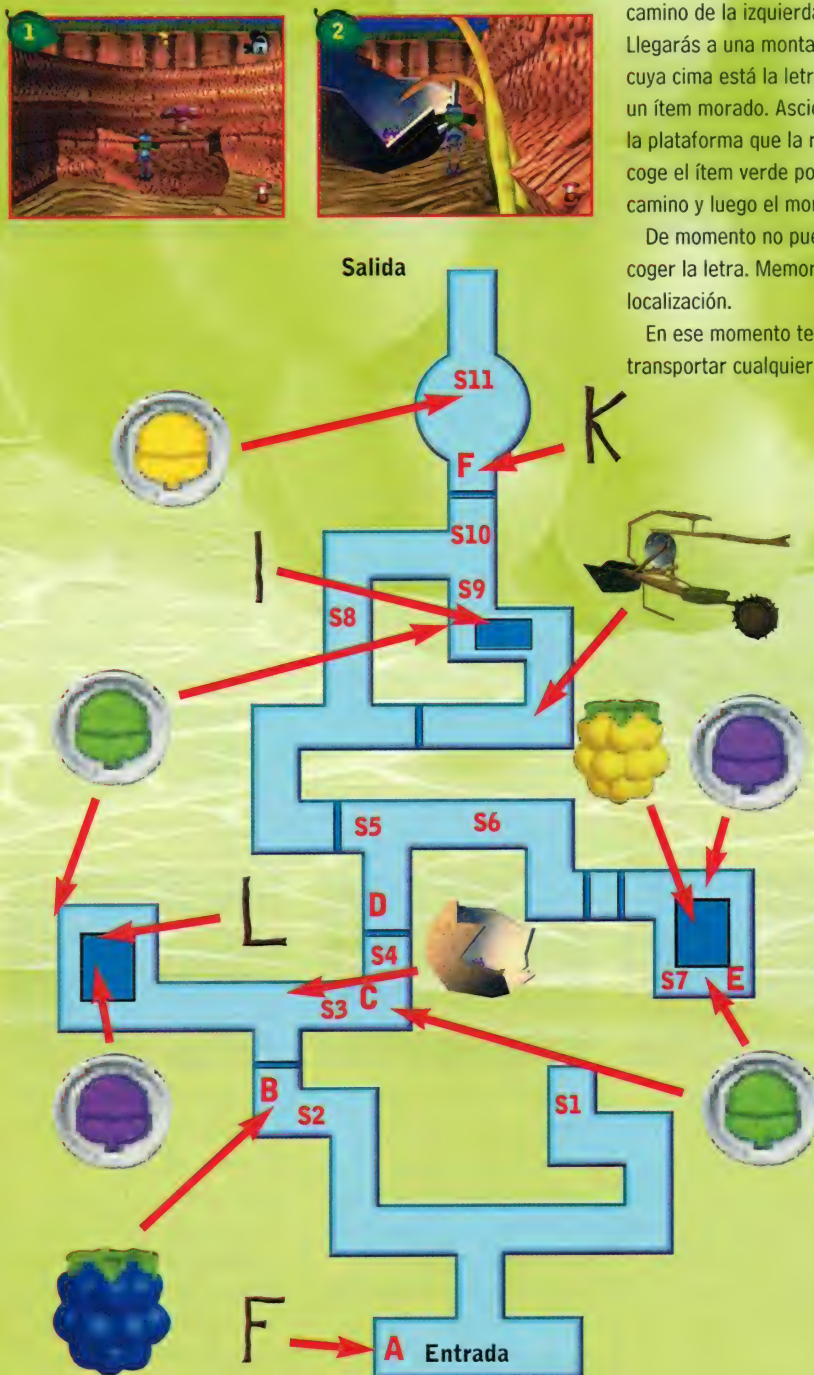 1
2
camino de la izquierda
Llegarás a una monta
cuya cima está la letr
un ítem morado. Ascie
la plataforma que la r
coge el ítem verde po
camino y luego el mor
De momento no pue
coger la letra. Memor
localización.
En ese momento te
transportar cualquier
Salida
S11
K
F
S10
I
S9
S8
S5
S6
D
L
S4
C
S3
S7
E
B
S2
S1
F
A
Entrada